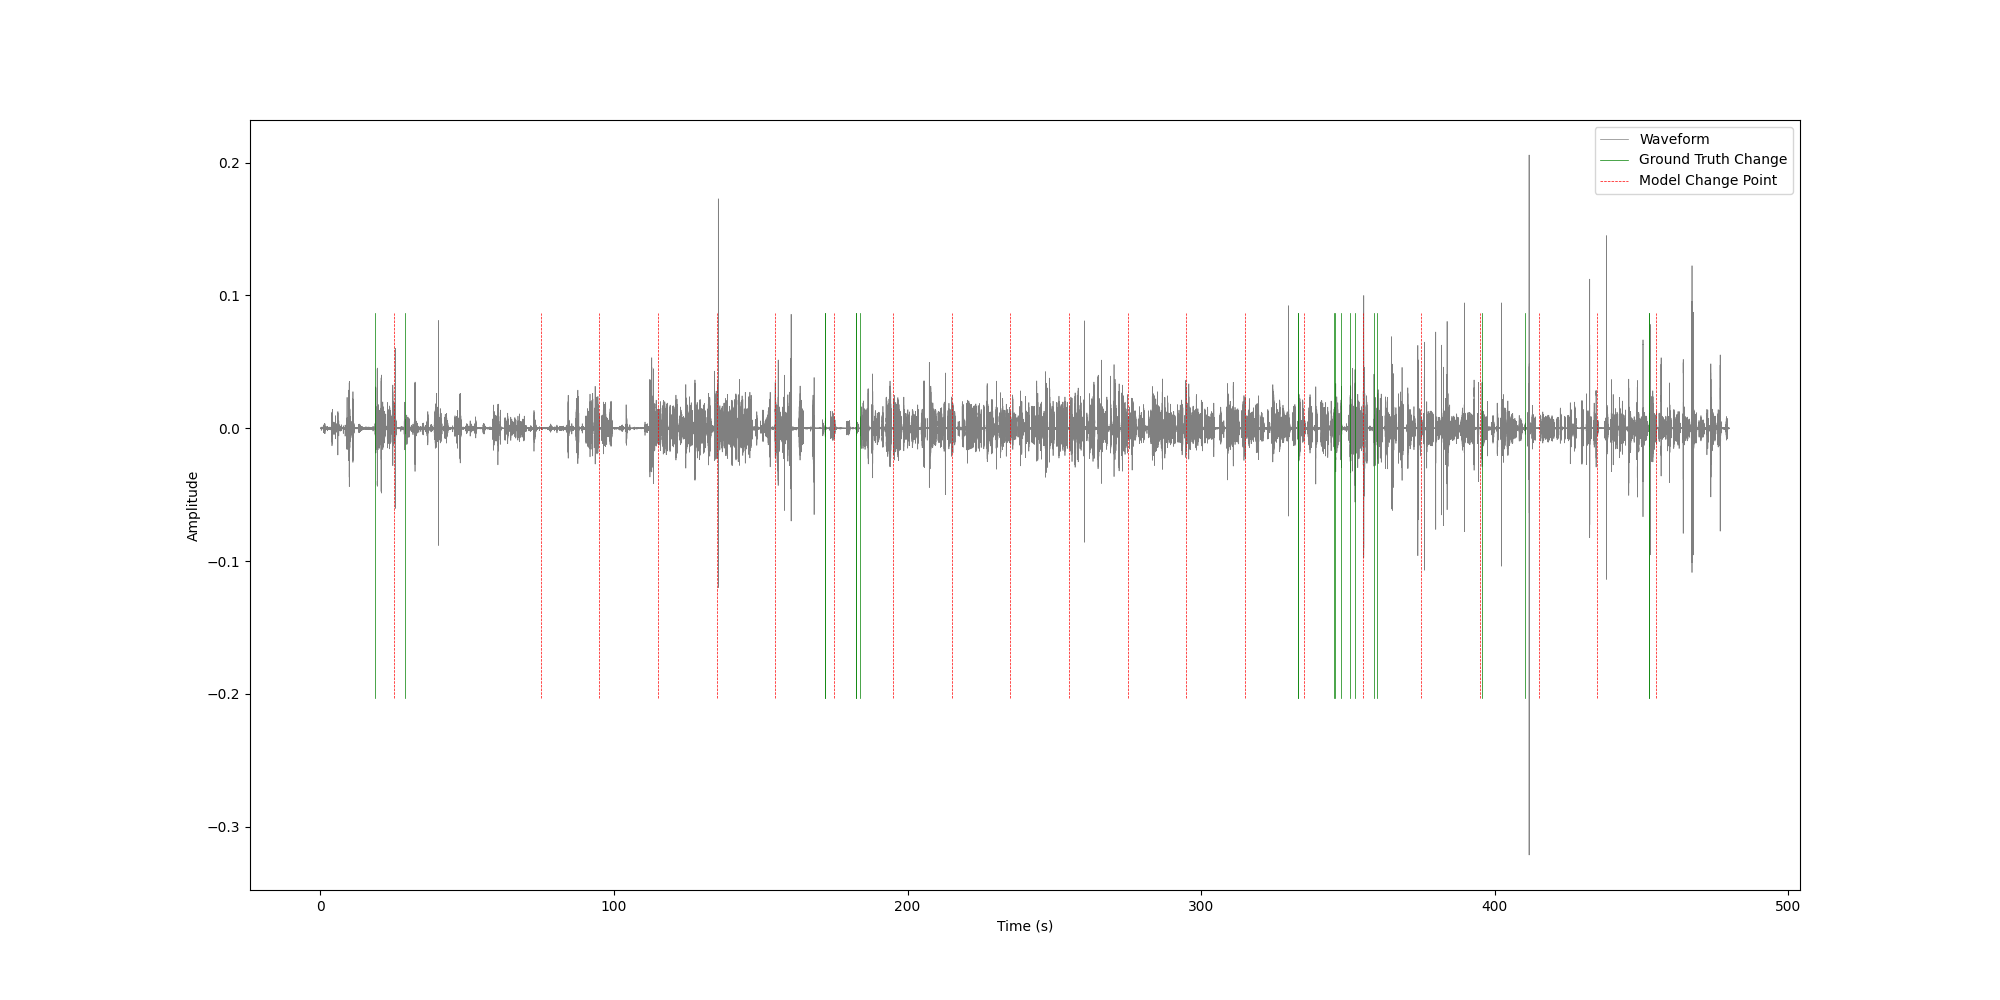 Waveform
Ground Truth Change
Model Change Point
0.2
0.1
0.0
−0.1
−0.2
−0.3
Amplitude
0 100 200 300 400 500
Time (s)